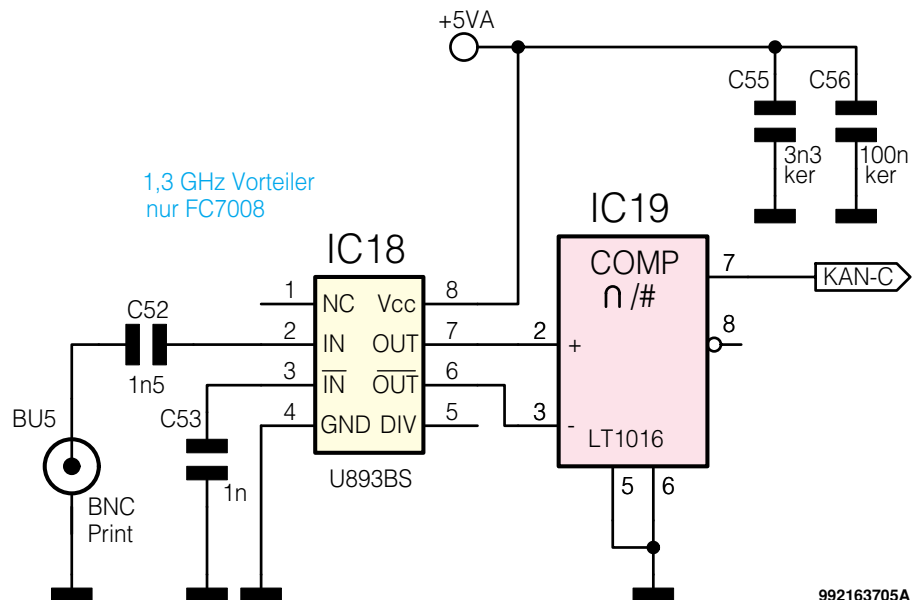 +5VA
C55
C56
3n3
ker
100n
ker
1,3 GHz Vorteiler
nur FC7008
IC18
IC19
COMP
∩ /#
7
KAN-C
1
NC
Vcc
8
C52
1n5
2
IN
OUT
7
2
+
8
3
IN
OUT
6
BU5
C53
4
GND
DIV
5
3
-
LT1016
U893BS
1n
5
6
BNC
Print
992163705A